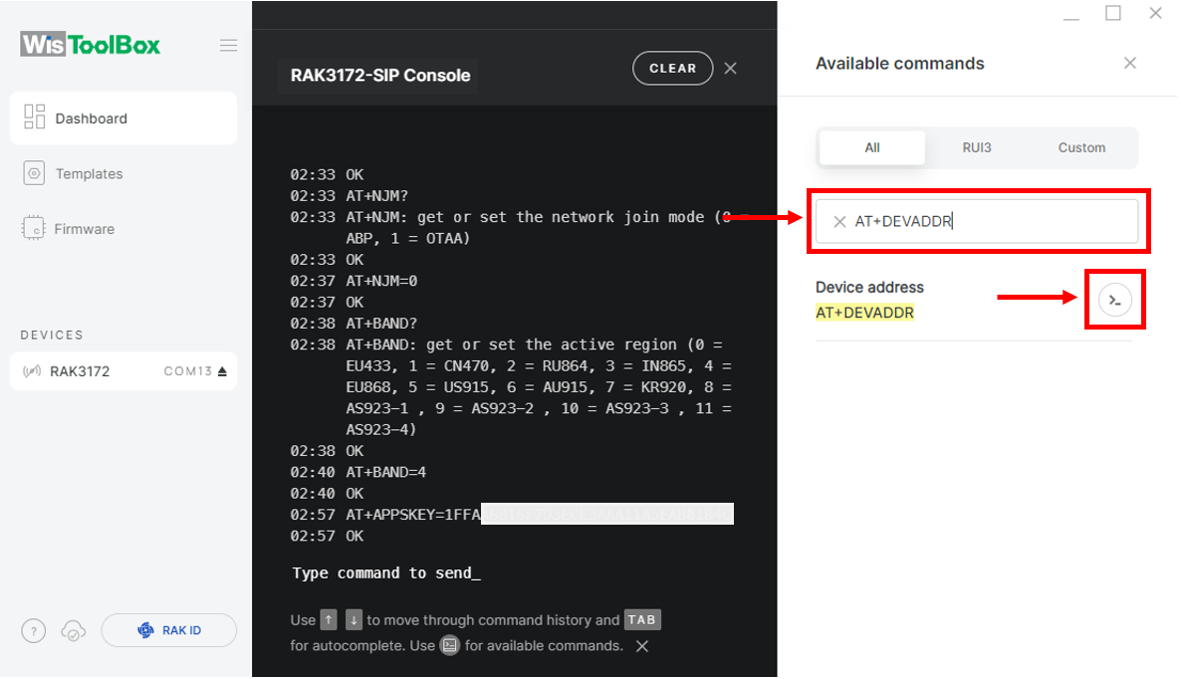 WisToolBox
Dashboard
Templates
Firmware
DEVICES
RAK3172 COM13
?
RAK ID
RAK3172-SIP Console
CLEAR
02:33 OK
02:33 AT+NJM?
02:33 AT+NJM: get or set the network join mode (0 =
ABP, 1 = OTAA)
02:33 OK
02:37 AT+NJM=0
02:37 OK
02:38 AT+BAND?
02:38 AT+BAND: get or set the active region (0 =
EU433, 1 = CN470, 2 = RU864, 3 = IN865, 4 =
EU868, 5 = US915, 6 = AU915, 7 = KR920, 8 =
AS923-1 , 9 = AS923-2 , 10 = AS923-3 , 11 =
AS923-4)
02:38 OK
02:40 AT+BAND=4
02:40 OK
02:57 AT+APPSKEY=1FFA
02:57 OK
Type command to send_
Use ↑ ↓ to move through command history and TAB
for autocomplete. Use for available commands.
Available commands
All RUI3 Custom
AT+DEVADDR
Device address
AT+DEVADDR